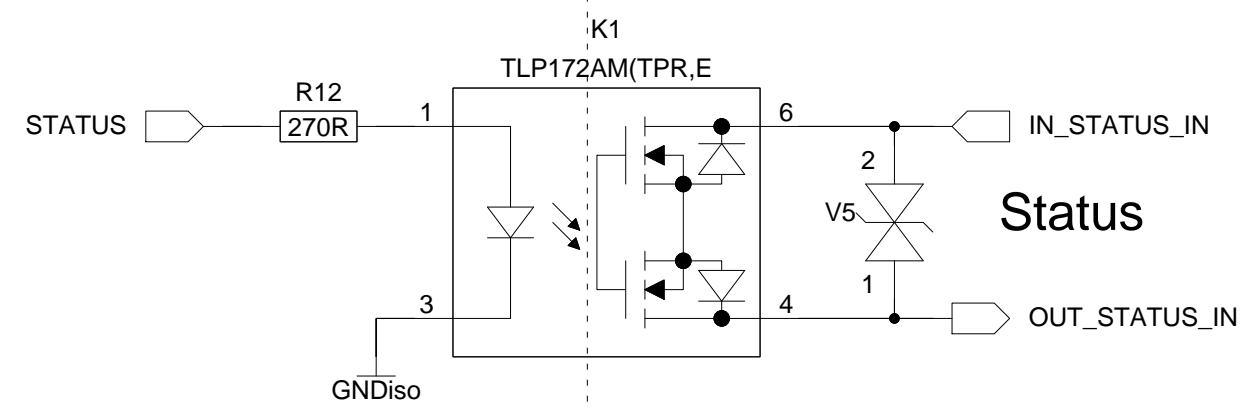 K1
TLP172AM(TPR,E
R12
STATUS
270R
1
6
IN_STATUS_IN
2
V5
Status
1
3
4
OUT_STATUS_IN
GNDiso